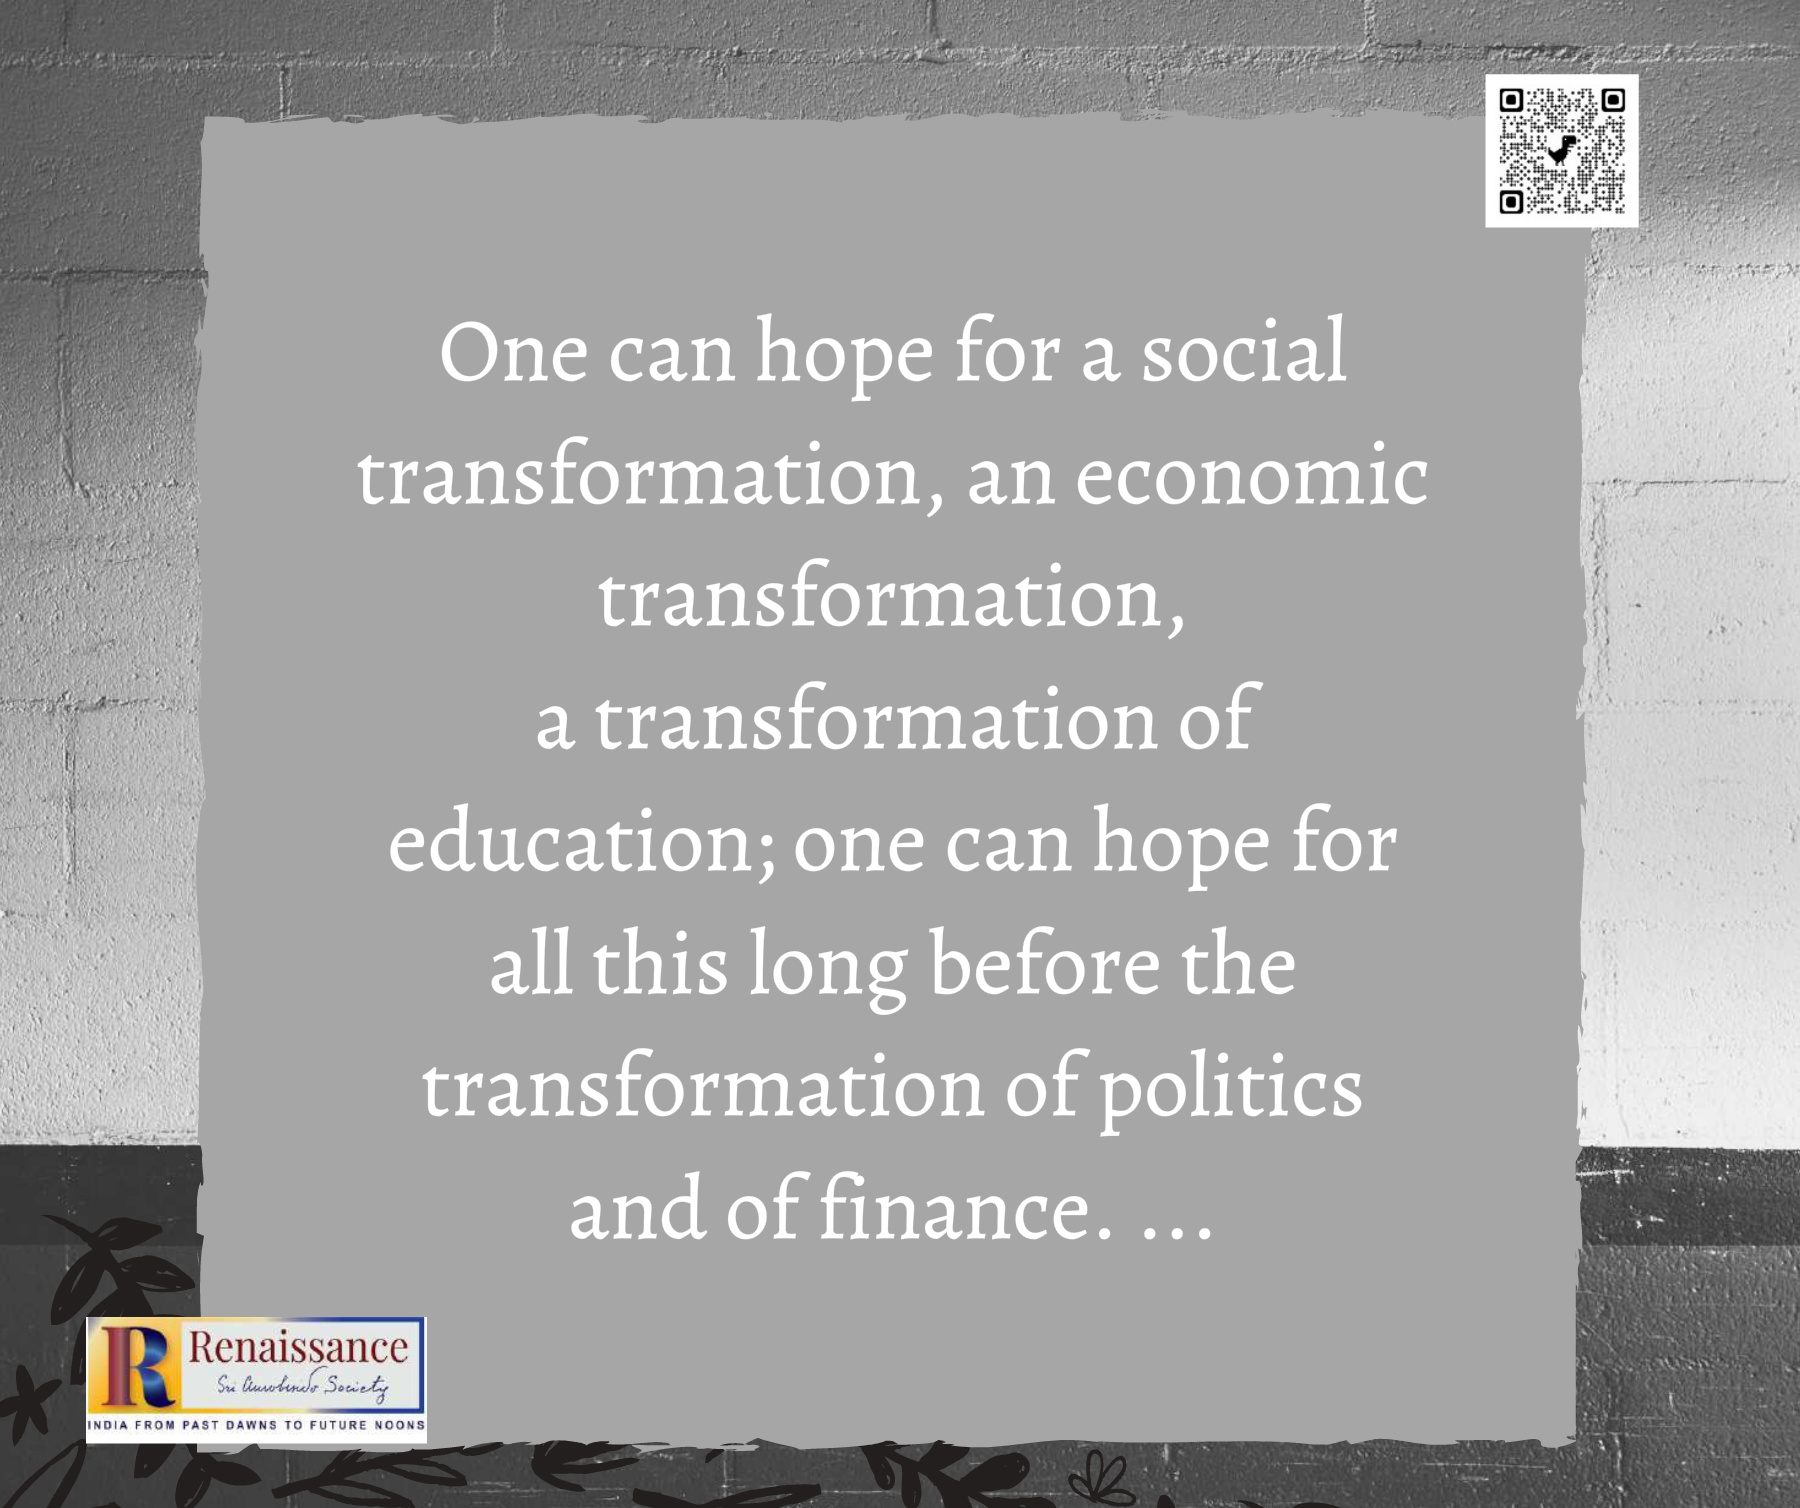 One can hope for a social
transformation, an economic
transformation,
a transformation of
education; one can hope for
all this long before the
transformation of politics
and of finance. ...
R Renaissance
Sri Aurobindo Society
INDIA FROM PAST DAWNS TO FUTURE NOONS